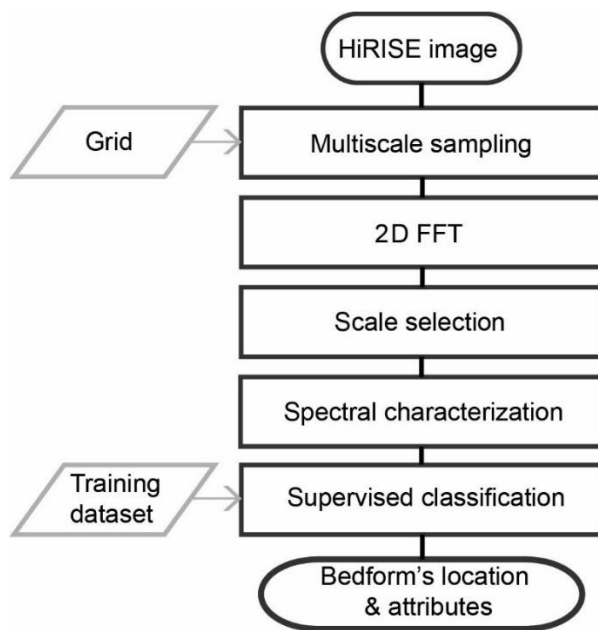 HiRISE image
Grid
Multiscale sampling
2D FFT
Scale selection
Spectral characterization
Training
dataset
Supervised classification
Bedform's location
& attributes